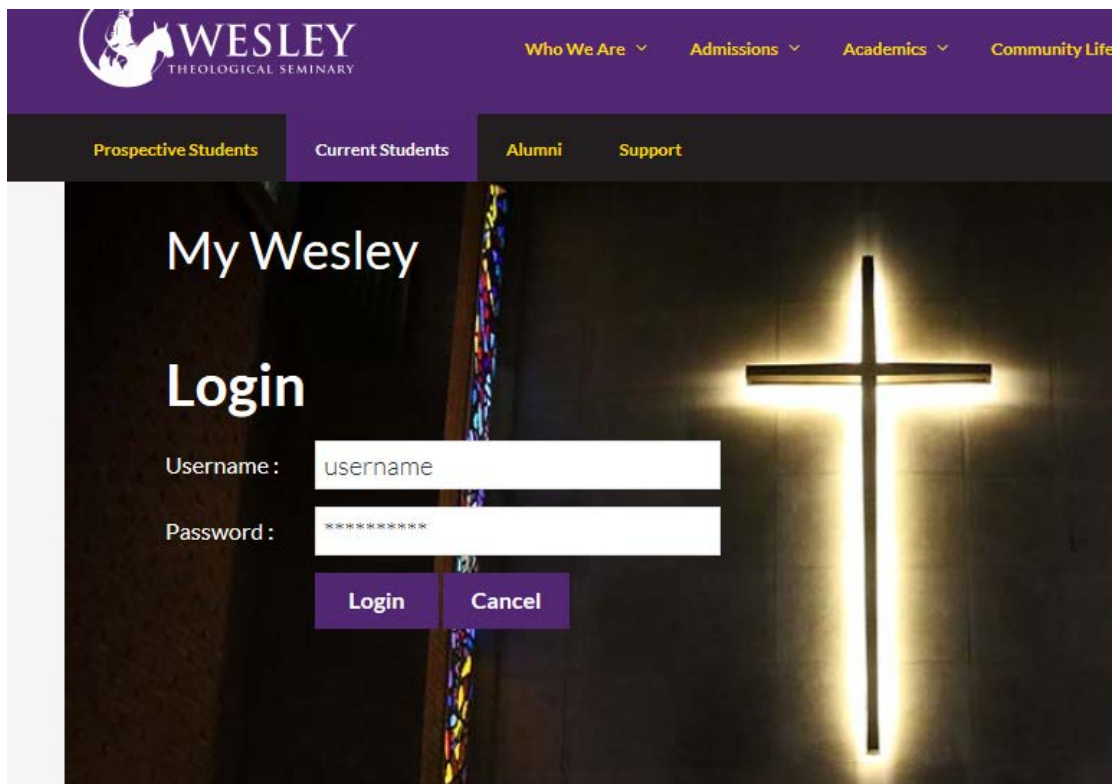 WESLEY
THEOLOGICAL SEMINARY
Who We Are Admissions Academics Community Life
Prospective Students Current Students Alumni Support
My Wesley
Login
Username :
username
Password :
**********
Login Cancel